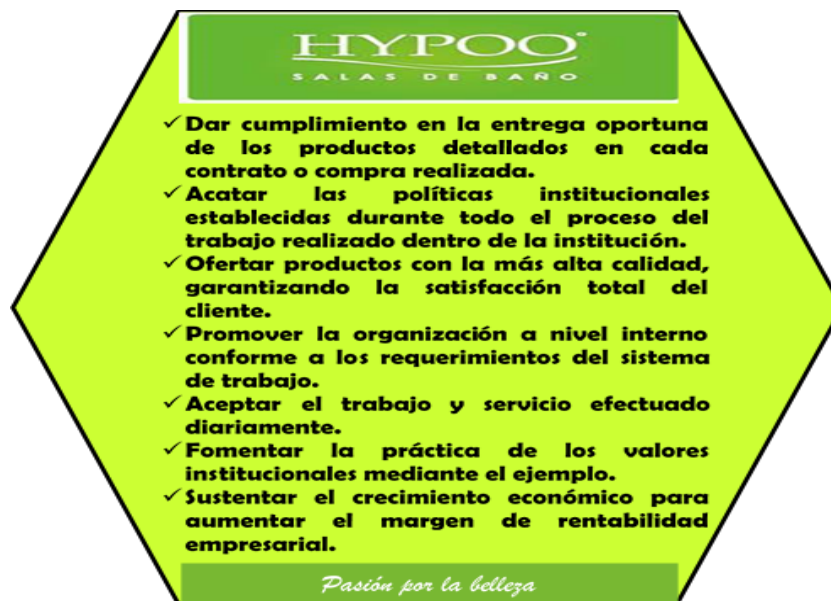 HYPOO
SALAS DE BAÑO
✓ Dar cumplimiento en la entrega oportuna
de los productos detallados en cada
contrato o compra realizada.
✓ Acatar las políticas institucionales
establecidas durante todo el proceso del
trabajo realizado dentro de la institución.
✓ Ofertar productos con la más alta calidad,
garantizando la satisfacción total del
cliente.
✓ Promover la organización a nivel interno
conforme a los requerimientos del sistema
de trabajo.
✓ Aceptar el trabajo y servicio efectuado
diariamente.
✓ Fomentar la práctica de los valores
institucionales mediante el ejemplo.
✓ Sustentar el crecimiento económico para
aumentar el margen de rentabilidad
empresarial.
Pasión por la belleza